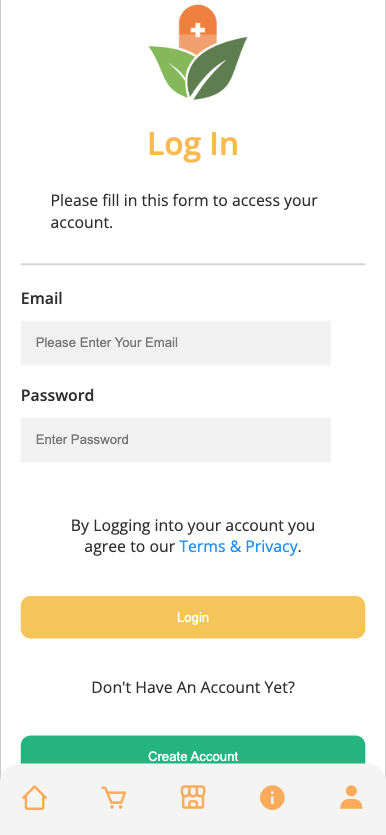 Log In
Please fill in this form to access your
account.
Email
Please Enter Your Email
Password
Enter Password
By Logging into your account you
agree to our Terms & Privacy.
Login
Don't Have An Account Yet?
Create Account